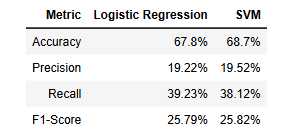 Metric Logistic Regression SVM
Accuracy 67.8% 68.7%
Precision 19.22% 19.52%
Recall 39.23% 38.12%
F1-Score 25.79% 25.82%